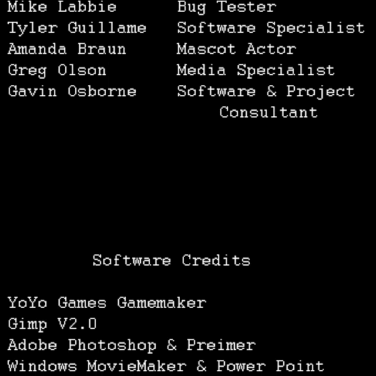 Mike Labbie Bug Tester
Tyler Guillame Software Specialist
Amanda Braun Mascot Actor
Greg Olson Media Specialist
Gavin Osborne Software & Project
Consultant
Software Credits
YoYo Games Gamemaker
Gimp V2.0
Adobe Photoshop & Preimer
Windows MovieMaker & Power Point